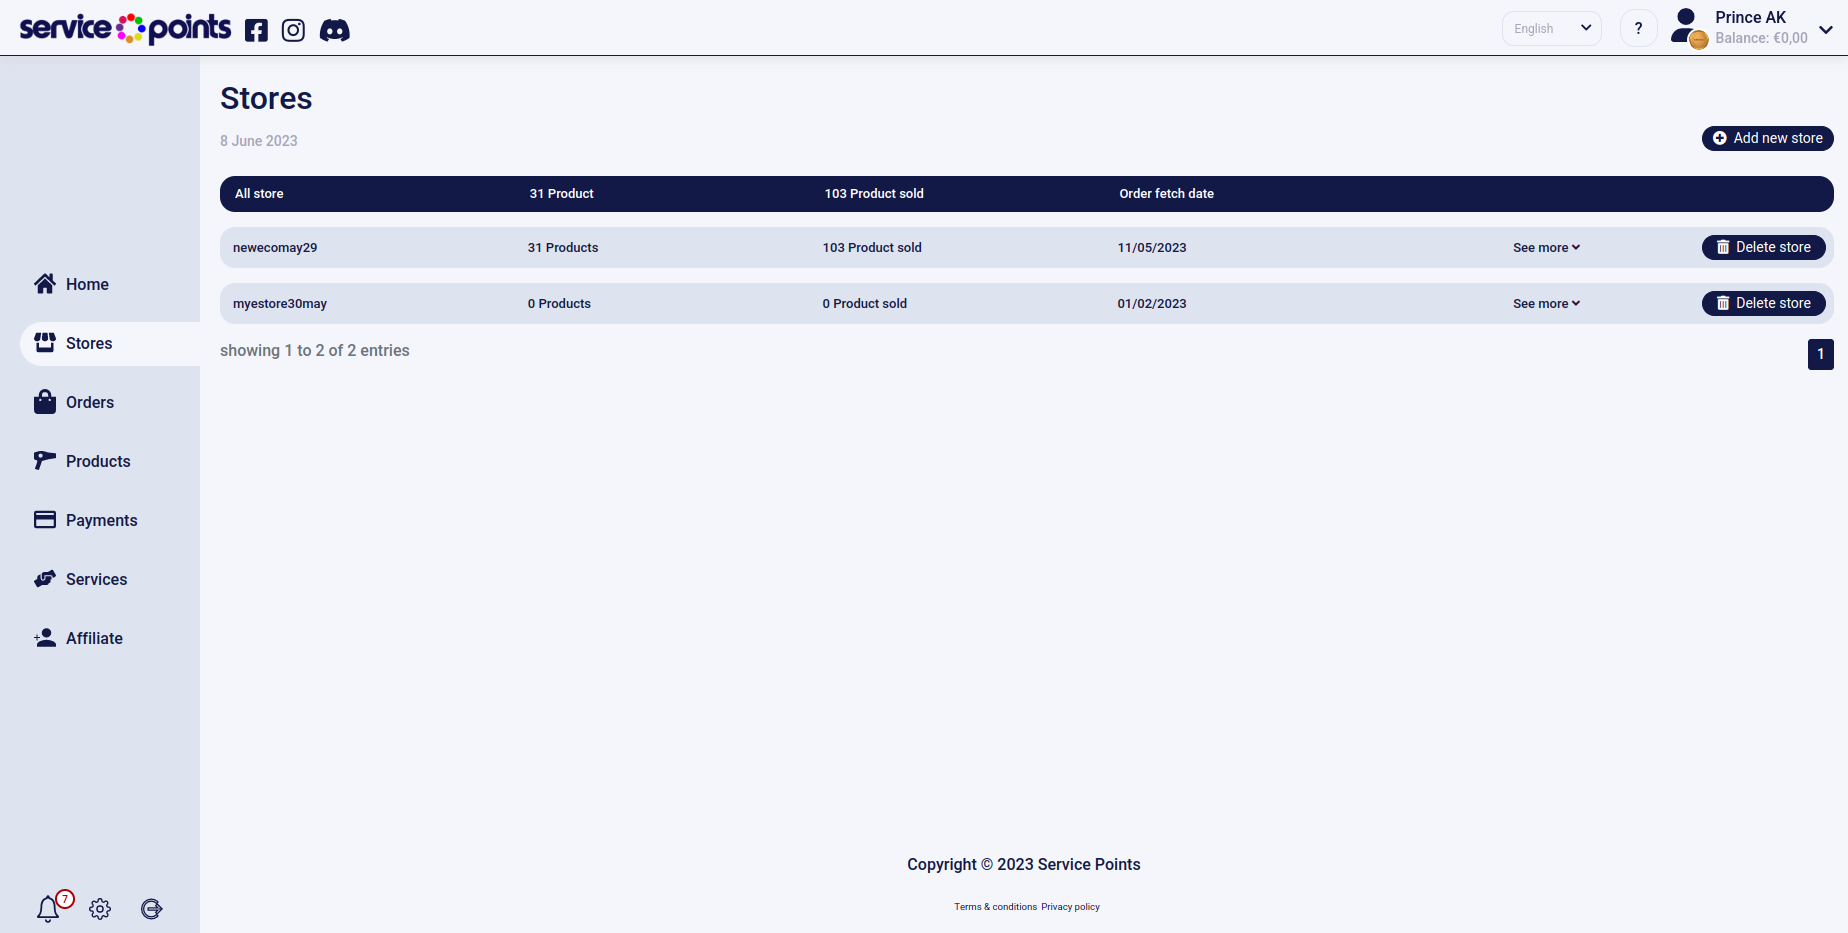 service points
English
?
Prince AK
Balance: €0,00
Stores
8 June 2023
Add new store
All store 31 Product 103 Product sold Order fetch date
newecomay29 31 Products 103 Product sold 11/05/2023 See more Delete store
myestore30may 0 Products 0 Product sold 01/02/2023 See more Delete store
showing 1 to 2 of 2 entries
1
Home
Stores
Orders
Products
Payments
Services
Affiliate
7
Copyright © 2023 Service Points
Terms & conditions Privacy policy